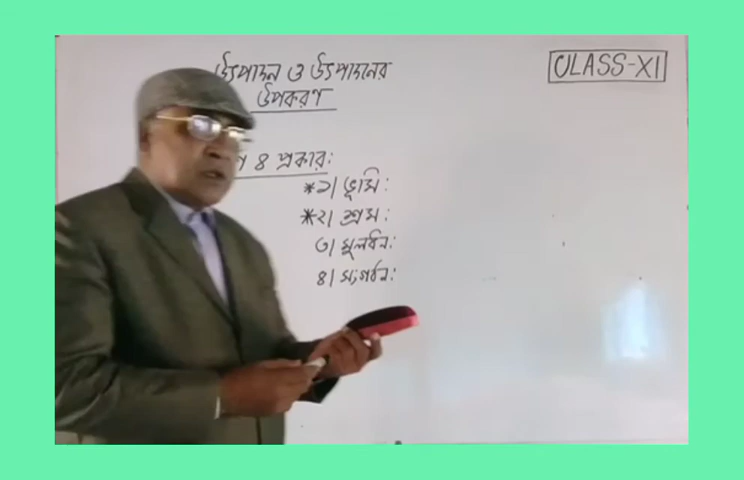 উৎপাদন ও উৎপাদনের
উপকরণ
CLASS-XI
৪ প্রকার:
*১| ভূমি:
*২| শ্রম:
৩| মূলধন:
৪| সংগঠন: